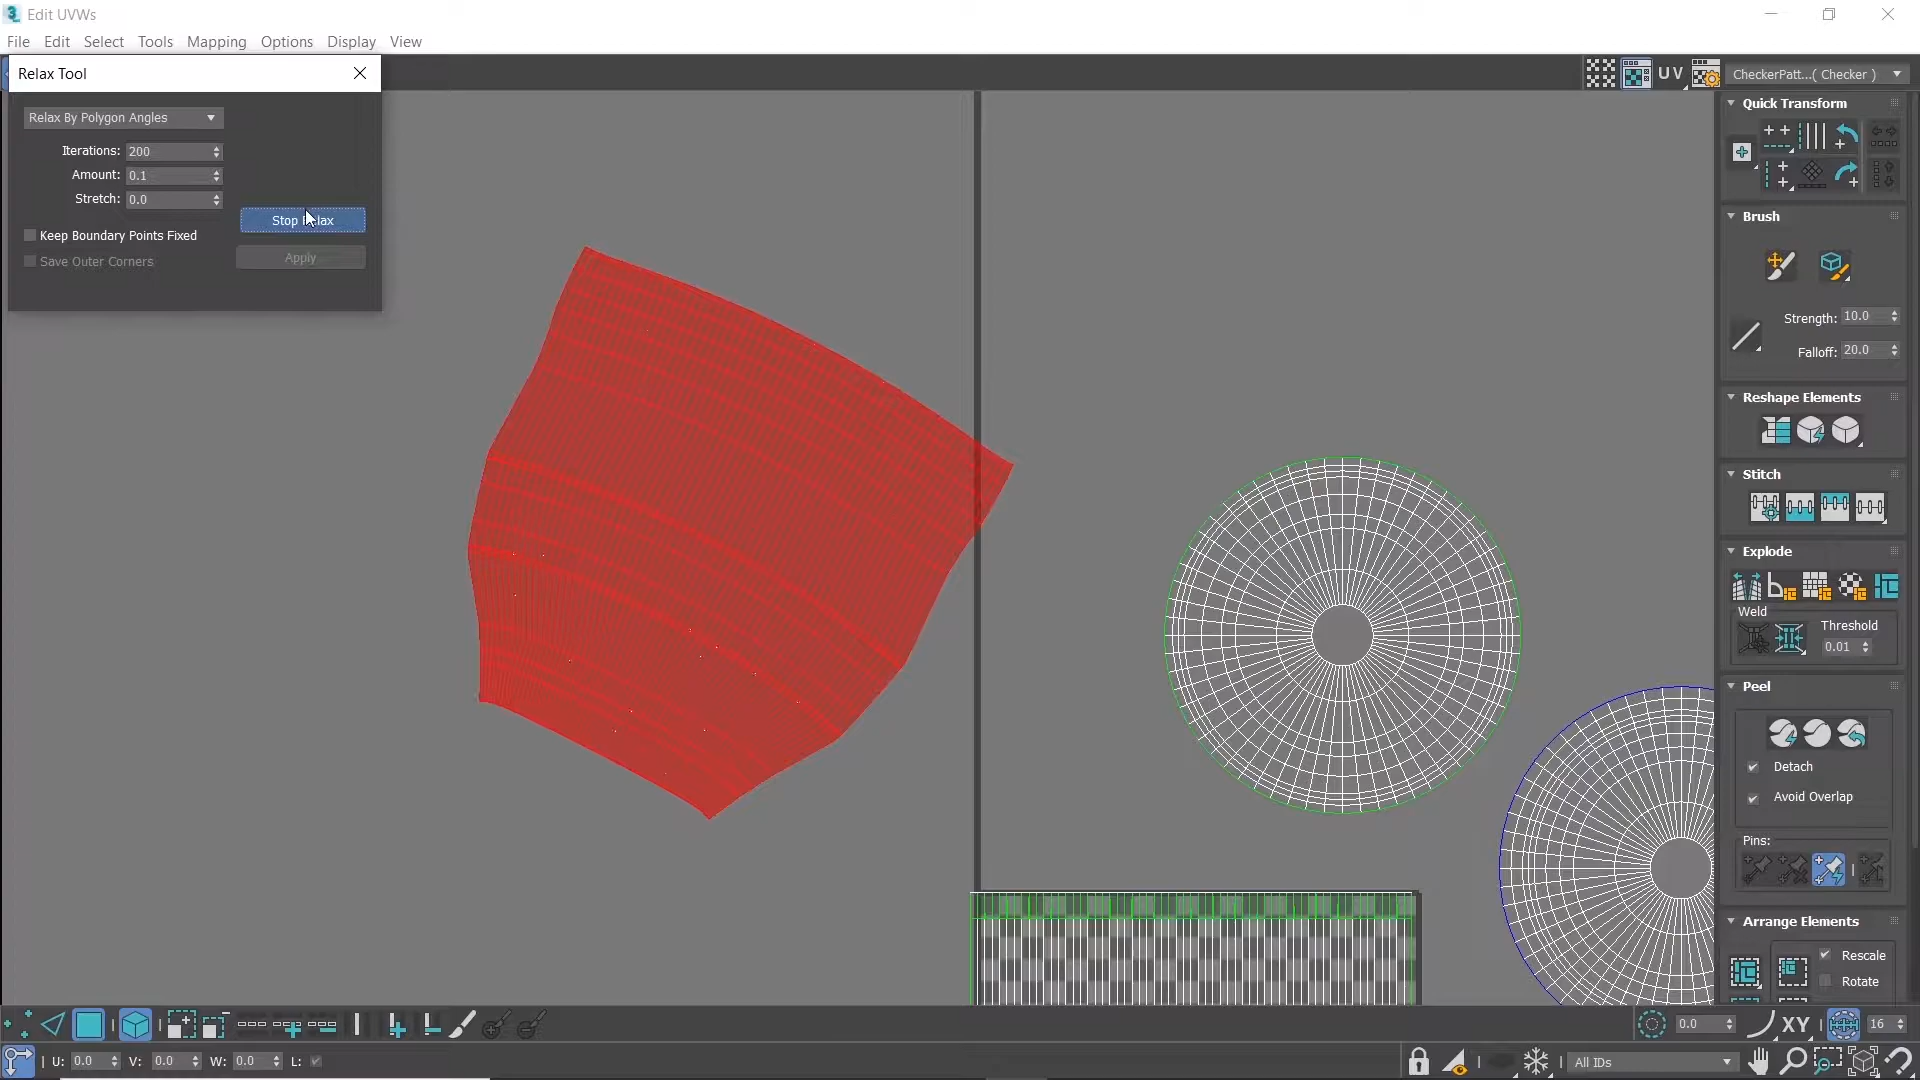 Edit UVWs
File Edit Select Tools Mapping Options Display View
Relax Tool
UV
CheckerPatt...( Checker )
Relax By Polygon Angles
Iterations: 200
Amount: 0.1
Stretch: 0.0
Stop Relax
Keep Boundary Points Fixed
Apply
Save Outer Corners
Quick Transform
Brush
Strength: 10.0
Falloff: 20.0
Reshape Elements
Stitch
Explode
Weld
Threshold
0.01
Peel
Detach
Avoid Overlap
Pins:
Arrange Elements
Rescale
Rotate
0.0
XY
16
U: 0.0 V: 0.0 W: 0.0 L:
All IDs